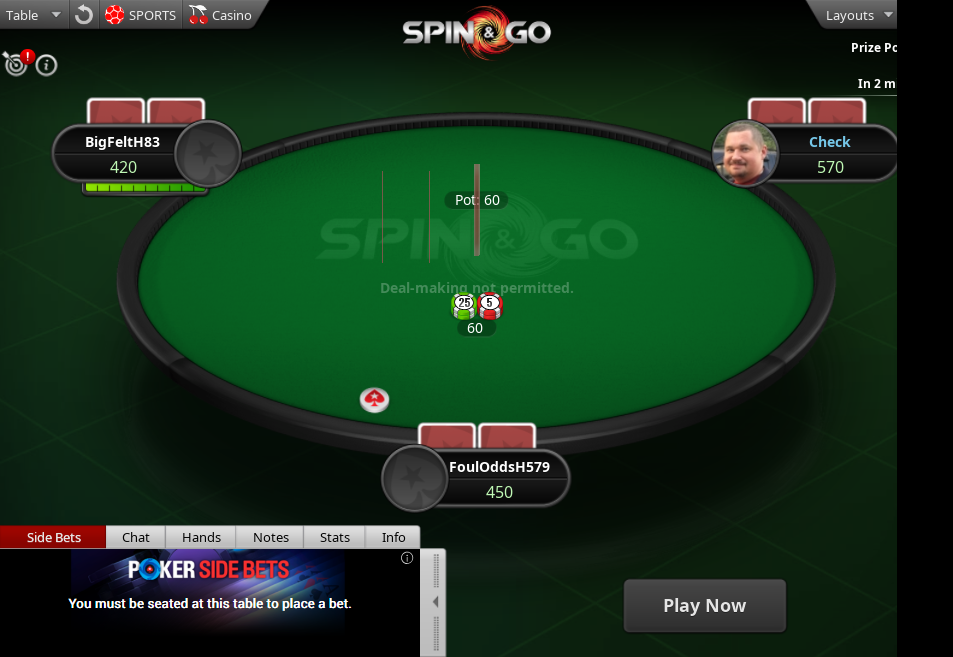 Table
SPORTS
Casino
SPIN&GO
Layouts
Prize Po
In 2 m
!
i
BigFeltH83
420
Check
570
Pot: 60
SPIN&GO
Deal-making not permitted.
25
5
60
FoulOddsH579
450
Side Bets
Chat
Hands
Notes
Stats
Info
POKER SIDE BETS
You must be seated at this table to place a bet.
Play Now